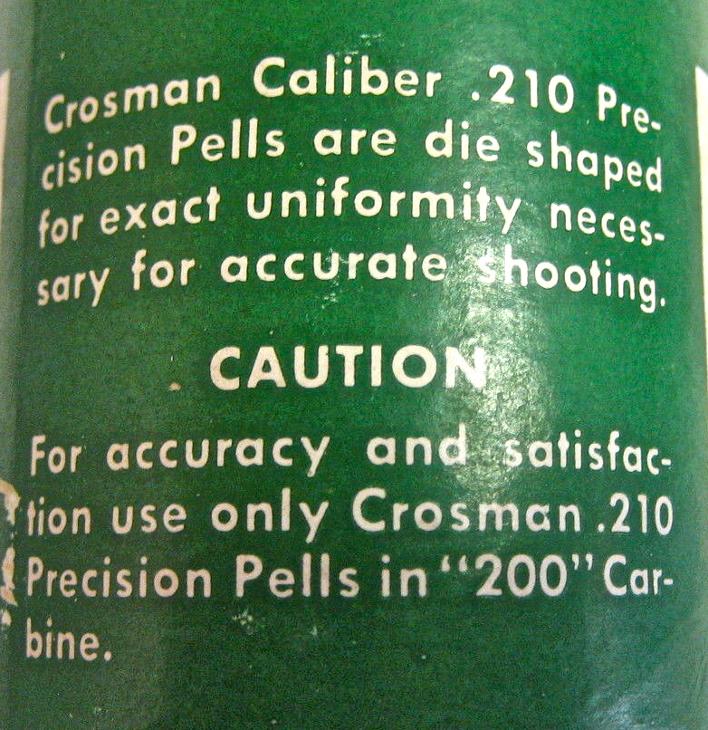 Crosman Caliber .210 Pre-
cision Pells are die shaped
for exact uniformity neces-
sary for accurate shooting.
CAUTION
For accuracy and satisfac-
tion use only Crosman .210
Precision Pells in "200" Car-
bine.